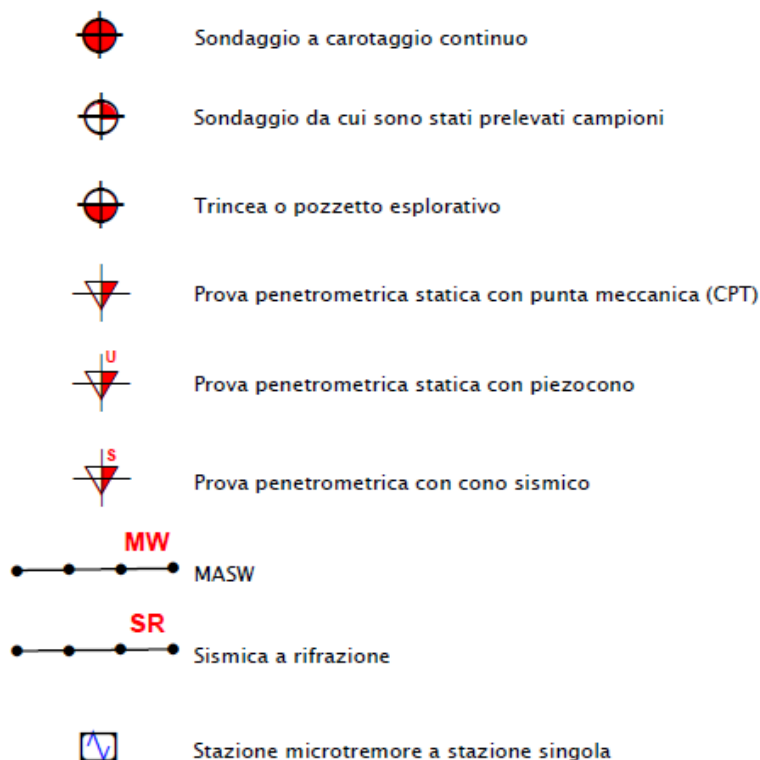 Sondaggio a carotaggio continuo
Sondaggio da cui sono stati prelevati campioni
Trincea o pozzetto esplorativo
Prova penetrometrica statica con punta meccanica (CPT)
U
Prova penetrometrica statica con piezocono
S
Prova penetrometrica con cono sismico
MW
MASW
SR
Sismica a rifrazione
Stazione microtremore a stazione singola